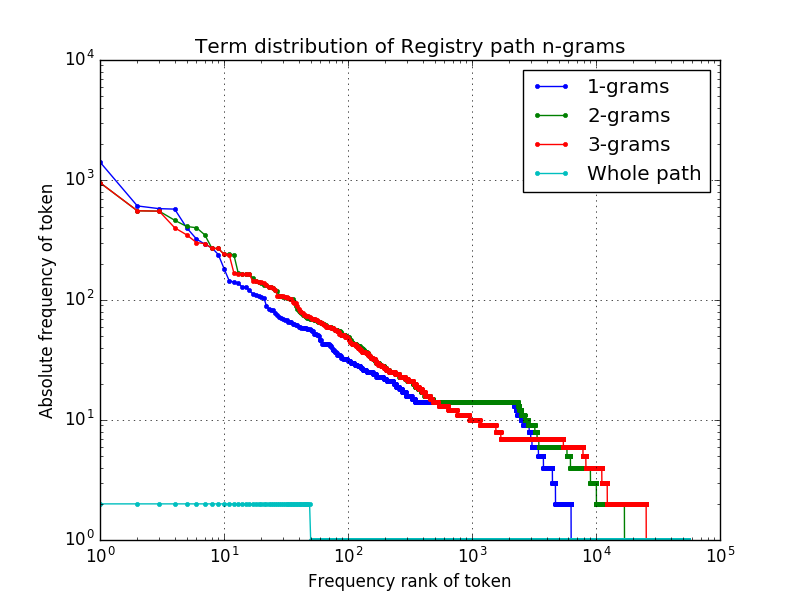 Term distribution of Registry path n-grams
10^4
10^3
10^2
10^1
10^0
Absolute frequency of token
1-grams
2-grams
3-grams
Whole path
10^0 10^1 10^2 10^3 10^4 10^5
Frequency rank of token